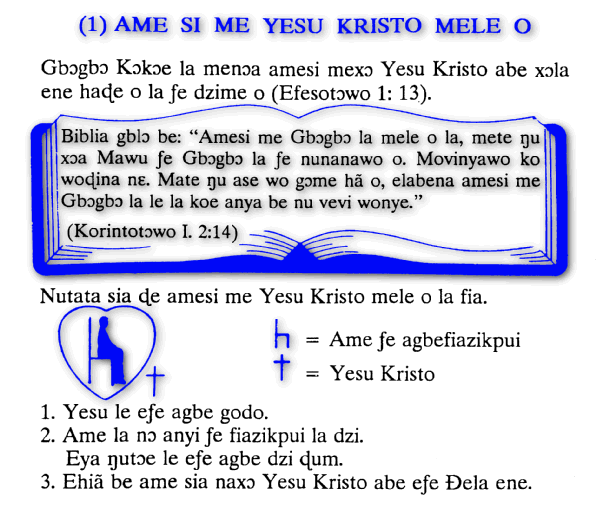 (1) AME SI ME YESU KRISTO MELE O
Gbɔgbɔ Kɔkɔe la menɔa amesi mexɔ Yesu Kristo abe xɔla
ene haɖe o la ƒe dzime o (Efesotɔwo 1: 13).
Biblia gblɔ be: “Amesi me Gbɔgbɔ la mele o la, mete ŋu
xɔa Mawu ƒe Gbɔgbɔ la ƒe nunanawo o. Movinyawo ko
woɖina nɛ. Mate ŋu ase wo gɔme hã o, elabena amesi me
Gbɔgbɔ la le la koe anya be nu vevi wonye.”
(Korintotɔwo I. 2:14)
Nutata sia ɖe amesi me Yesu Kristo mele o la fia.
= Ame ƒe agbefiazikpui
= Yesu Kristo
1. Yesu le eƒe agbe godo.
2. Ame la nɔ anyi ƒe fiazikpui la dzi.
Eya ŋutɔe le eƒe agbe dzi ɖum.
3. Ehiã be ame sia naxɔ Yesu Kristo abe eƒe Ɖela ene.